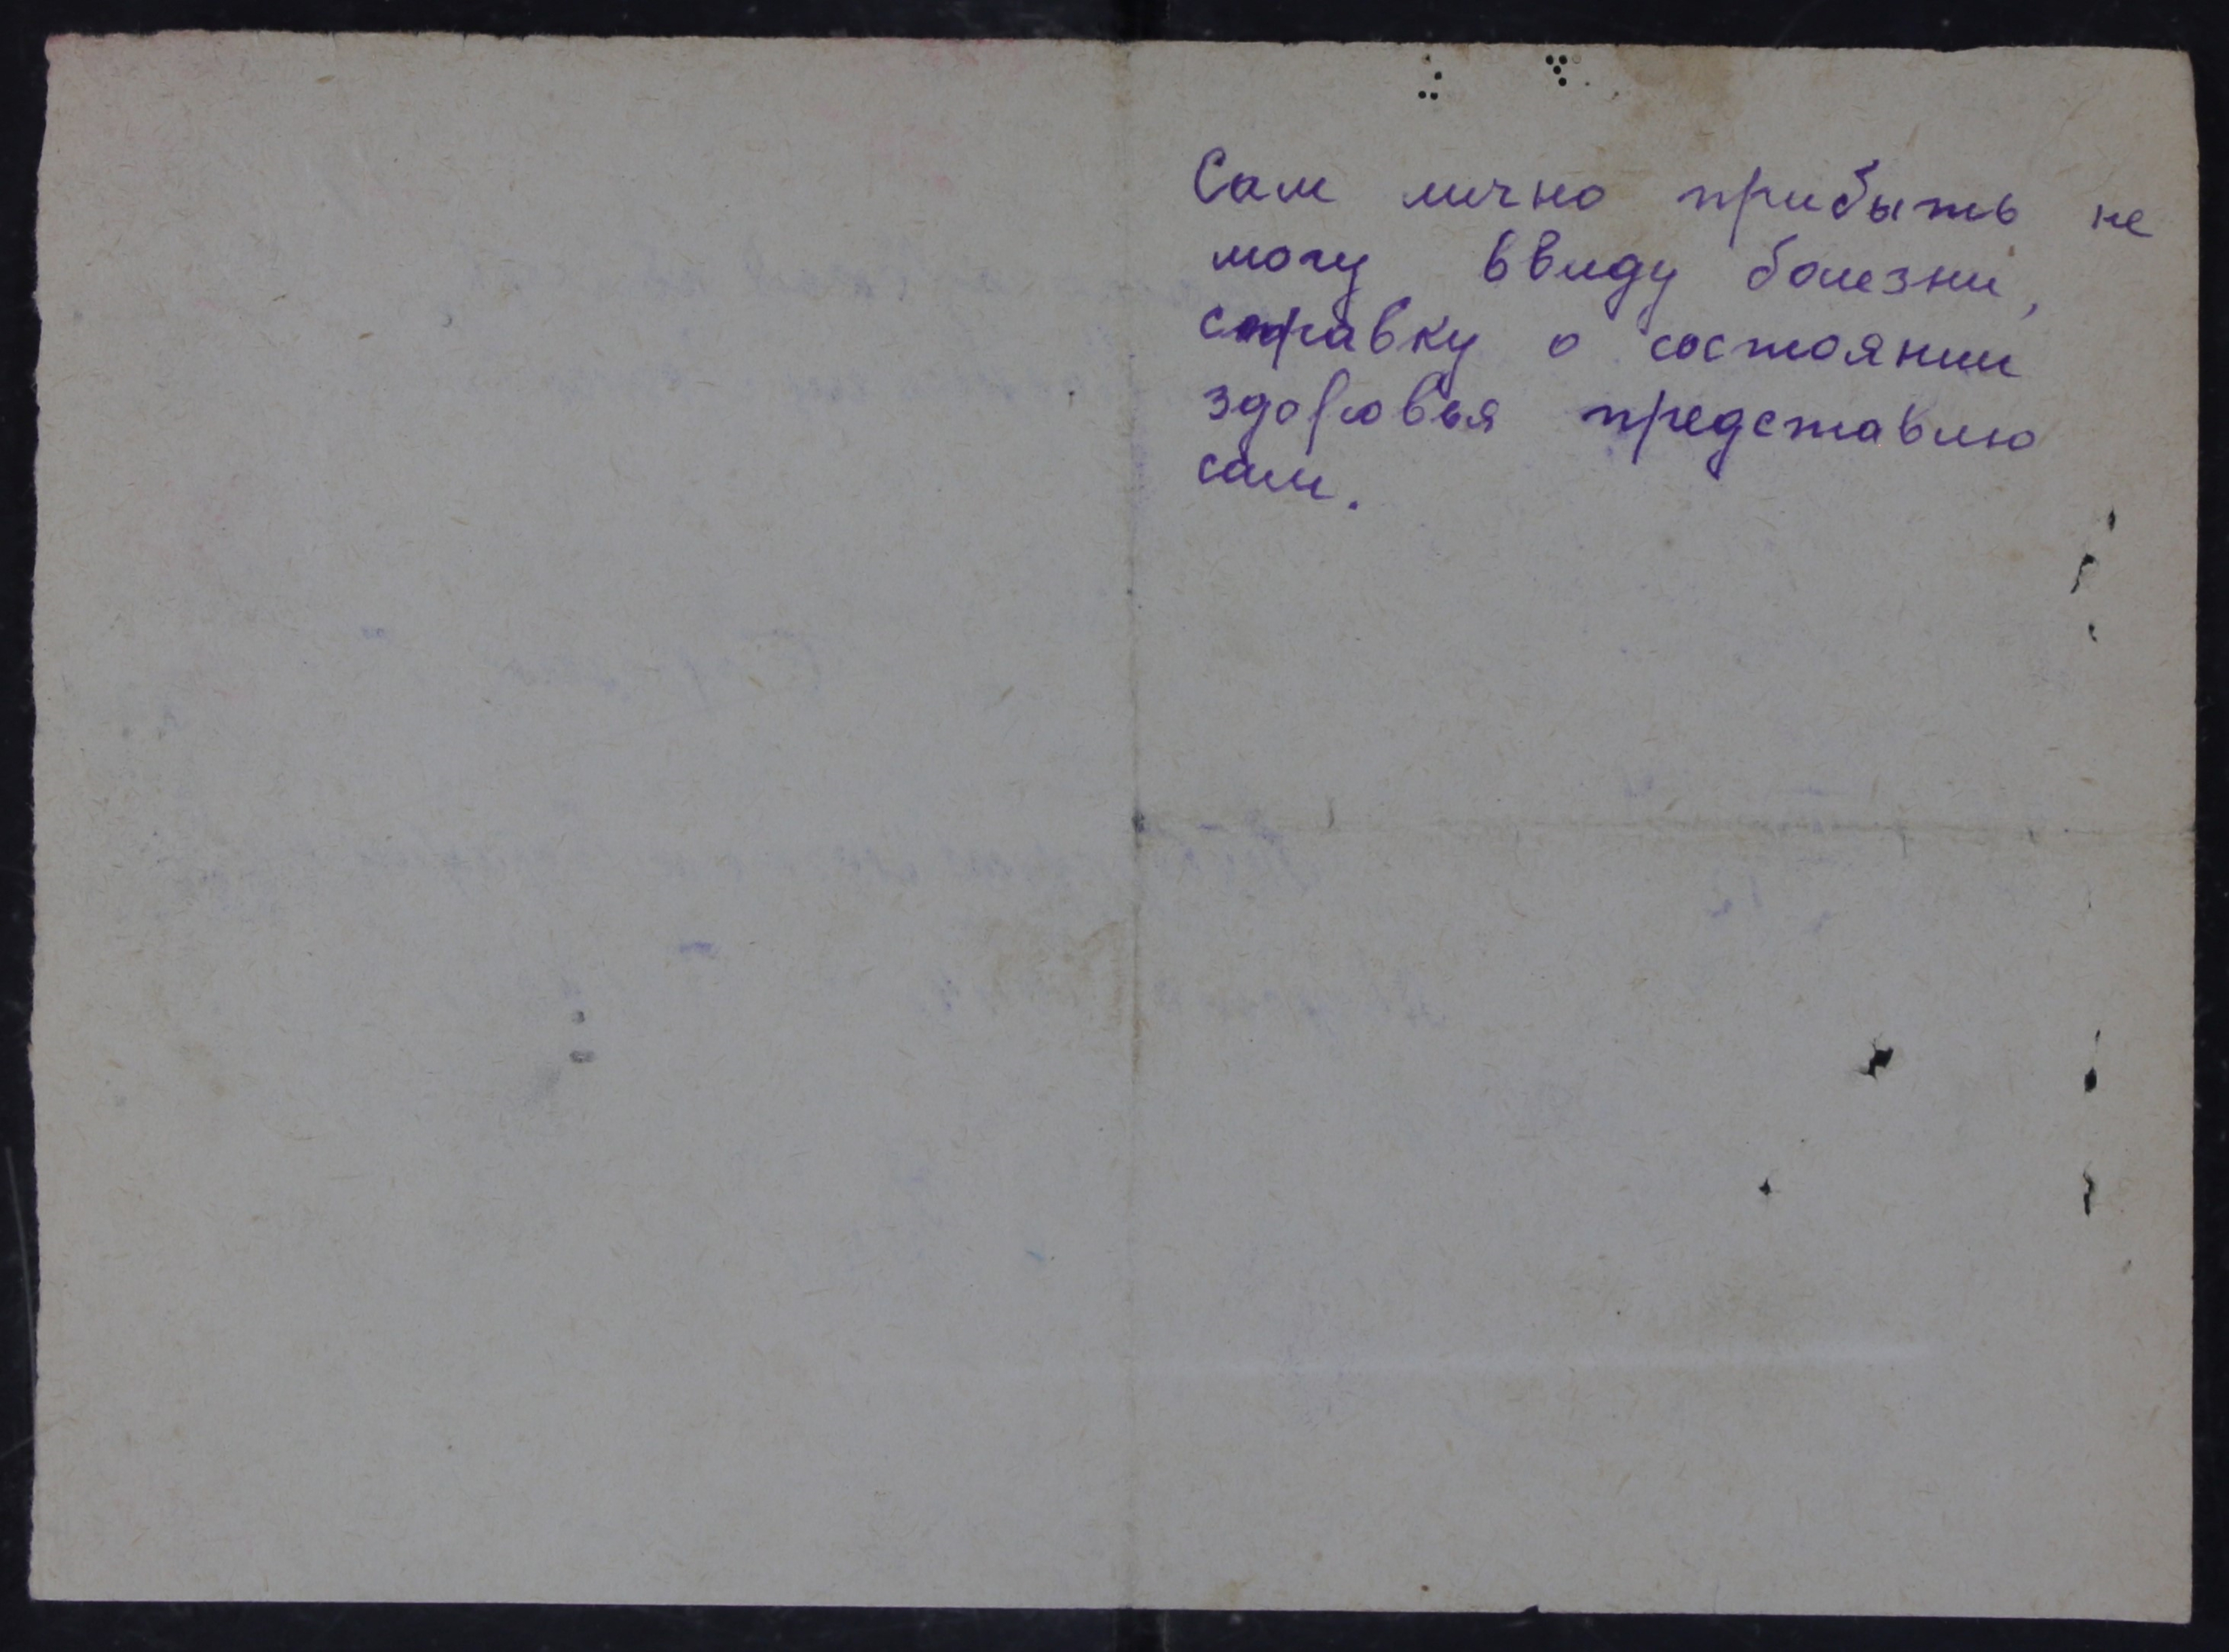 Сам лично прибыть не
могу ввиду болезни,
справку о состоянии
здоровья представлю
сам.